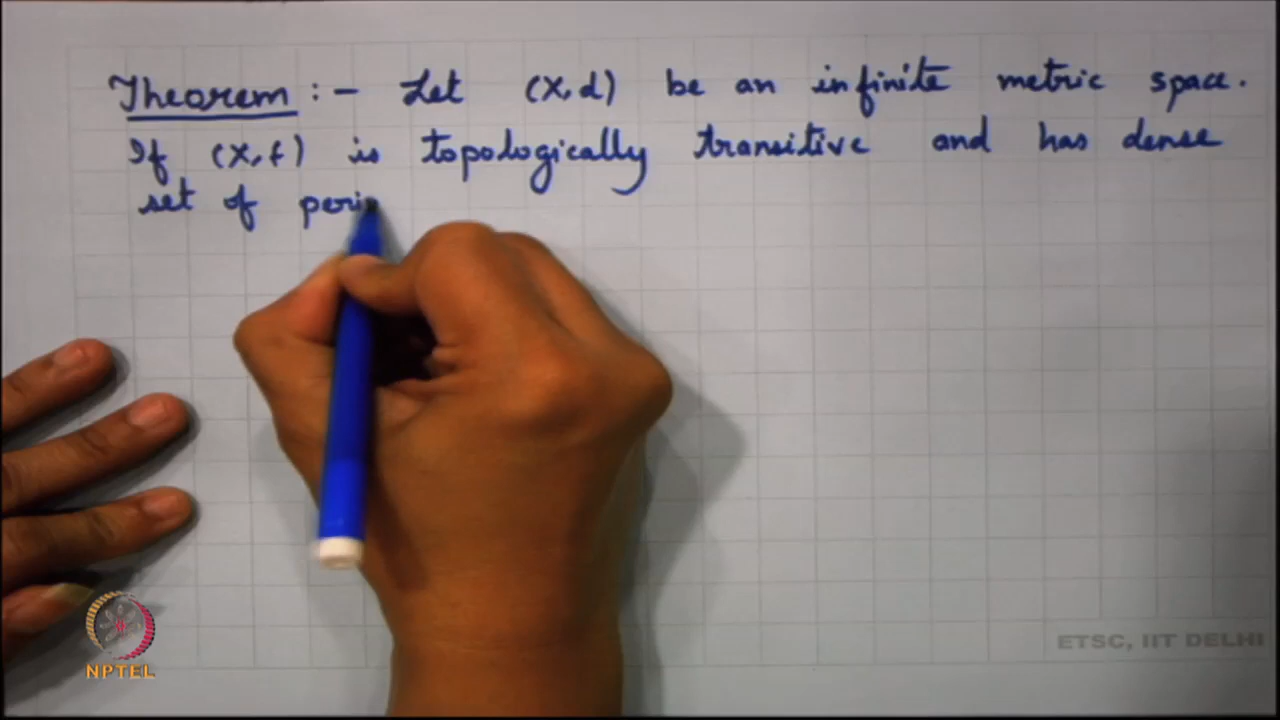 Theorem :- Let (X,d) be an infinite metric space.
If (X,f) is topologically transitive and has dense
set of peri
NPTEL
ETSC, IIT DELHI